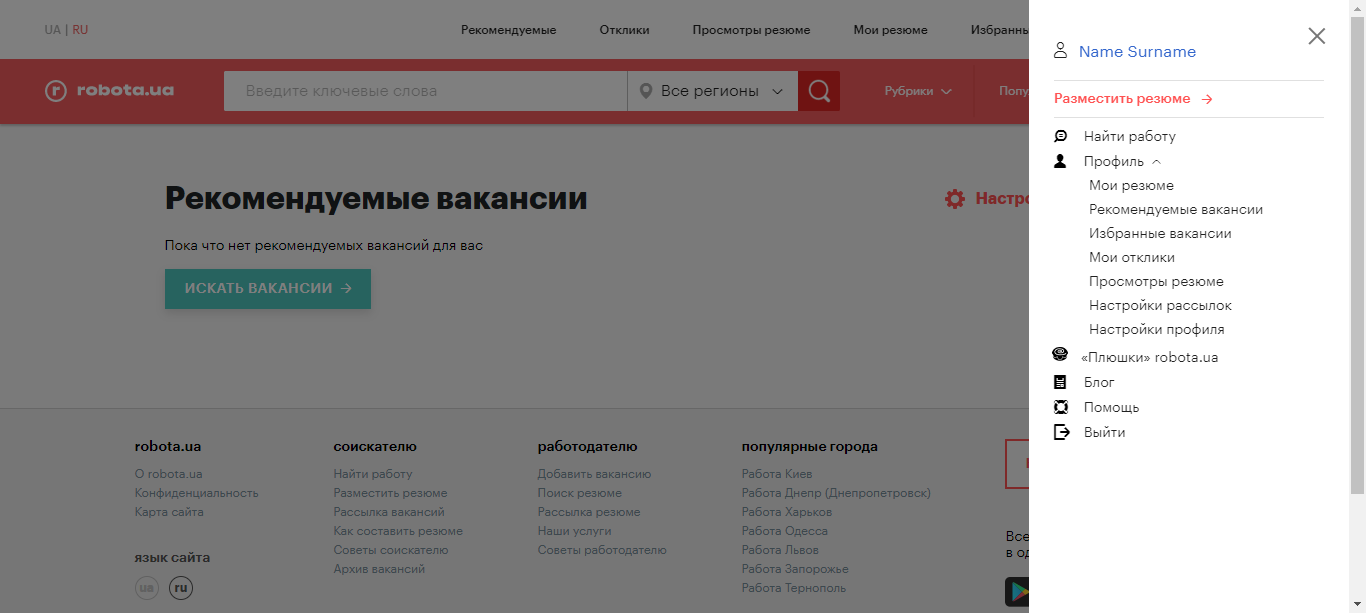 UA | RU
Рекомендуемые
Отклики
Просмотры резюме
Мои резюме
robota.ua
Введите ключевые слова
Все регионы
Рубрики
Рекомендуемые вакансии
Пока что нет рекомендуемых вакансий для вас
ИСКАТЬ ВАКАНСИИ →
robota.ua
О robota.ua
Конфиденциальность
Карта сайта
язык сайта
ua ru
соискателю
Найти работу
Разместить резюме
Рассылка вакансий
Как составить резюме
Советы соискателю
Архив вакансий
работодателю
Добавить вакансию
Поиск резюме
Рассылка резюме
Наши услуги
Советы работодателю
популярные города
Работа Киев
Работа Днепр (Днепропетровск)
Работа Харьков
Работа Одесса
Работа Львов
Работа Запорожье
Работа Тернополь
Все
Name Surname
Разместить резюме →
Найти работу
Профиль
Мои резюме
Рекомендуемые вакансии
Избранные вакансии
Мои отклики
Просмотры резюме
Настройки рассылок
Настройки профиля
«Плюшки» robota.ua
Блог
Помощь
Выйти